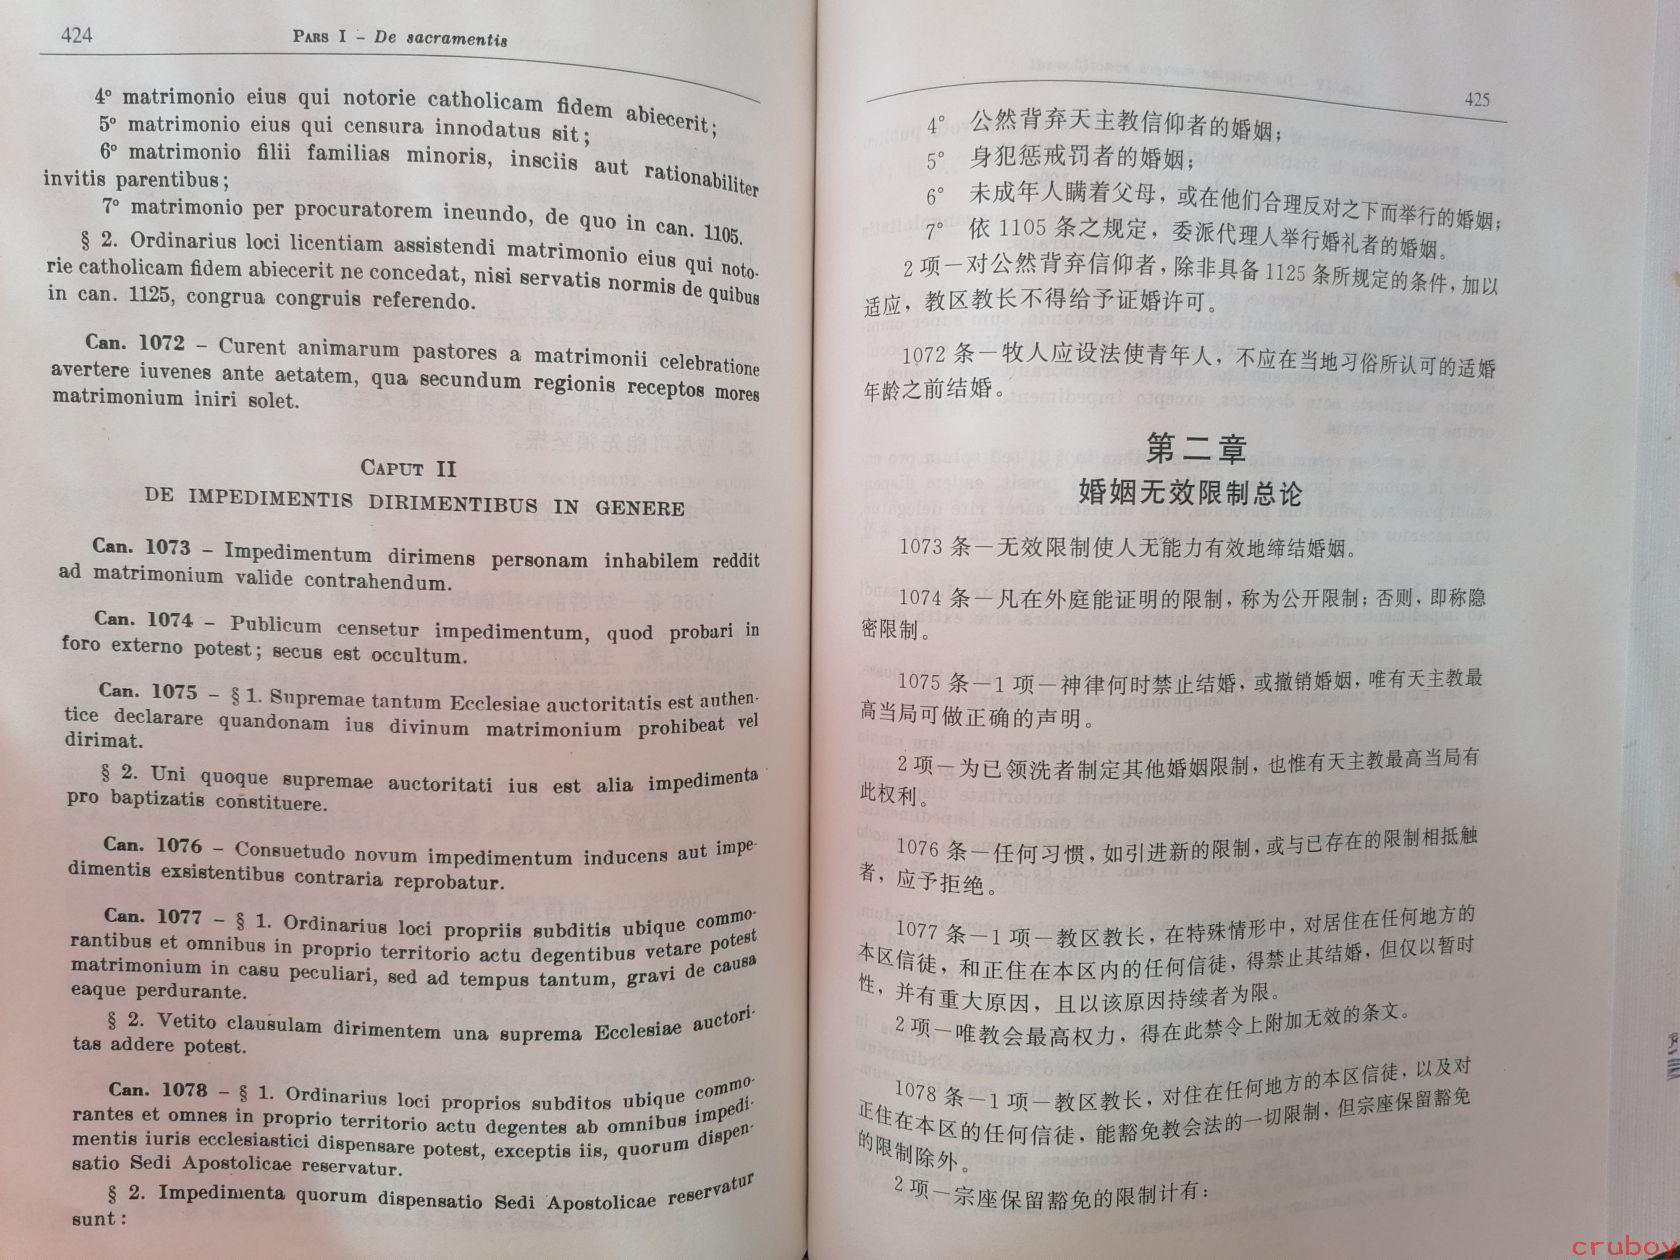 424
PARS I – De sacramentis
4º matrimonio eius qui notorie catholicam fidem abiecerit;
5º matrimonio eius qui censura innodatus sit;
6º matrimonio filii familias minoris, insciis aut rationabiliter
invitis parentibus;
7º matrimonio per procuratorem ineundo, de quo in can. 1105.
§ 2. Ordinarius loci licentiam assistendi matrimonio eius qui noto-
rie catholicam fidem abiecerit ne concedat, nisi servatis normis de quibus
in can. 1125, congrua congruis referendo.
Can. 1072 – Curent animarum pastores a matrimonii celebratione
avertere iuvenes ante aetatem, qua secundum regionis receptos mores
matrimonium iniri solet.
CAPUT II
DE IMPEDIMENTIS DIRIMENTIBUS IN GENERE
Can. 1073 – Impedimentum dirimens personam inhabilem reddit
ad matrimonium valide contrahendum.
Can. 1074 – Publicum censetur impedimentum, quod probari in
foro externo potest; secus est occultum.
Can. 1075 – § 1. Supremae tantum Ecclesiae auctoritatis est authen-
tice declarare quandonam ius divinum matrimonium prohibeat vel
dirimat.
§ 2. Uni quoque supremae auctoritati ius est alia impedimenta
pro baptizatis constituere.
Can. 1076 – Consuetudo novum impedimentum inducens aut impe-
dimentis exsistentibus contraria reprobatur.
Can. 1077 – § 1. Ordinarius loci propriis subditis ubique commo-
rantibus et omnibus in proprio territorio actu degentibus vetare potest
matrimonium in casu peculiari, sed ad tempus tantum, gravi de causa
eaque perdurante.
§ 2. Vetito clausulam dirimentem una suprema Ecclesiae auctori-
tas addere potest.
Can. 1078 – § 1. Ordinarius loci proprios subditos ubique commo-
rantes et omnes in proprio territorio actu degentes ab omnibus impedi-
mentis iuris ecclesiastici dispensare potest, exceptis iis, quorum dispen-
satio Sedi Apostolicae reservatur.
§ 2. Impedimenta quorum dispensatio Sedi Apostolicae reservatur
sunt:
425
4° 公然背弃天主教信仰者的婚姻;
5° 身犯惩戒罚者的婚姻;
6° 未成年人瞒着父母，或在他们合理反对之下而举行的婚姻;
7° 依 1105 条之规定，委派代理人举行婚礼者的婚姻。
2 项－对公然背弃信仰者，除非具备 1125 条所规定的条件，加以
适应，教区教长不得给予证婚许可。
1072 条－牧人应设法使青年人，不应在当地习俗所认可的适婚
年龄之前结婚。
第二章
婚姻无效限制总论
1073 条－无效限制使人无能力有效地缔结婚姻。
1074 条－凡在外庭能证明的限制，称为公开限制；否则，即称隐
密限制。
1075 条－1 项－神律何时禁止结婚，或撤销婚姻，唯有天主教最
高当局可做正确的声明。
2 项－为已领洗者制定其他婚姻限制，也惟有天主教最高当局有
此权利。
1076 条－任何习惯，如引进新的限制，或与已存在的限制相抵触
者，应予拒绝。
1077 条－1 项－教区教长，在特殊情形中，对居住在任何地方的
本区信徒，和正住在本区内的任何信徒，得禁止其结婚，但仅以暂时
性，并有重大原因，且以该原因持续者为限。
2 项－唯教会最高权力，得在此禁令上附加无效的条文。
1078 条－1 项－教区教长，对住在任何地方的本区信徒，以及对
正住在本区的任何信徒，能豁免教会法的一切限制，但宗座保留豁免
的限制除外。
2 项－宗座保留豁免的限制计有：
cruboy